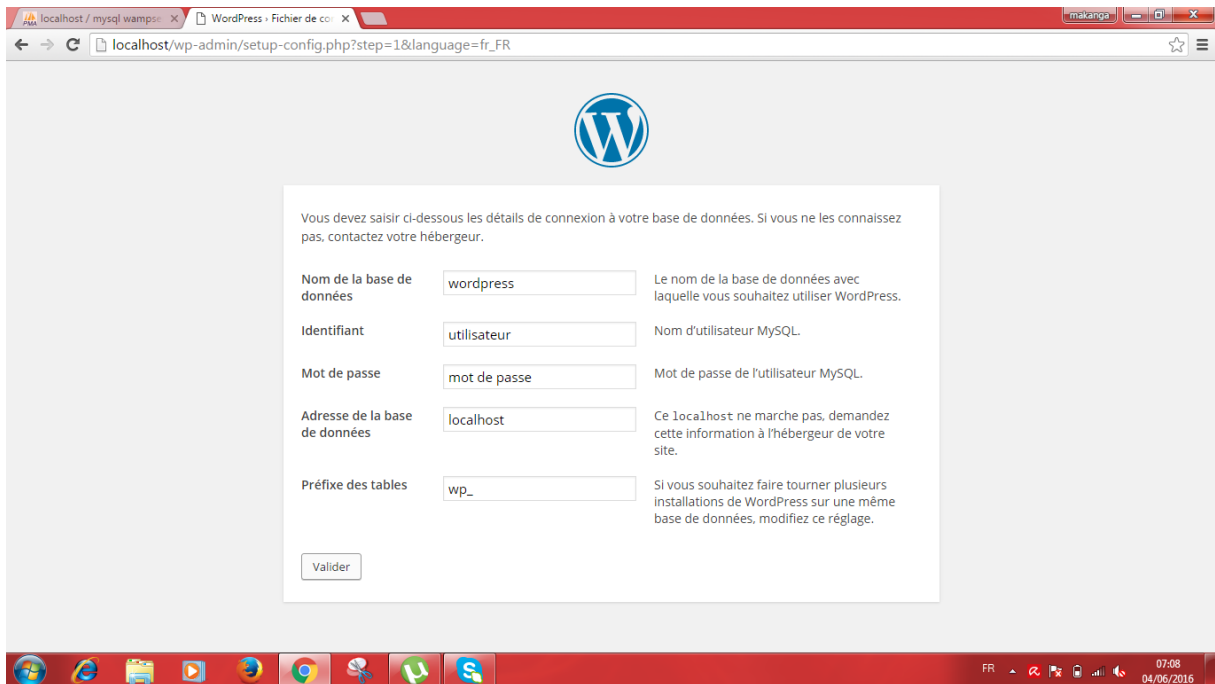 localhost / mysql wampse
WordPress › Fichier de con
makanga
localhost/wp-admin/setup-config.php?step=1&language=fr_FR
Vous devez saisir ci-dessous les détails de connexion à votre base de données. Si vous ne les connaissez
pas, contactez votre hébergeur.
Nom de la base de
données
wordpress
Le nom de la base de données avec
laquelle vous souhaitez utiliser WordPress.
Identifiant
utilisateur
Nom d’utilisateur MySQL.
Mot de passe
mot de passe
Mot de passe de l’utilisateur MySQL.
Adresse de la base
de données
localhost
Ce localhost ne marche pas, demandez
cette information à l’hébergeur de votre
site.
Préfixe des tables
wp_
Si vous souhaitez faire tourner plusieurs
installations de WordPress sur une même
base de données, modifiez ce réglage.
Valider
FR
07:08
04/06/2016